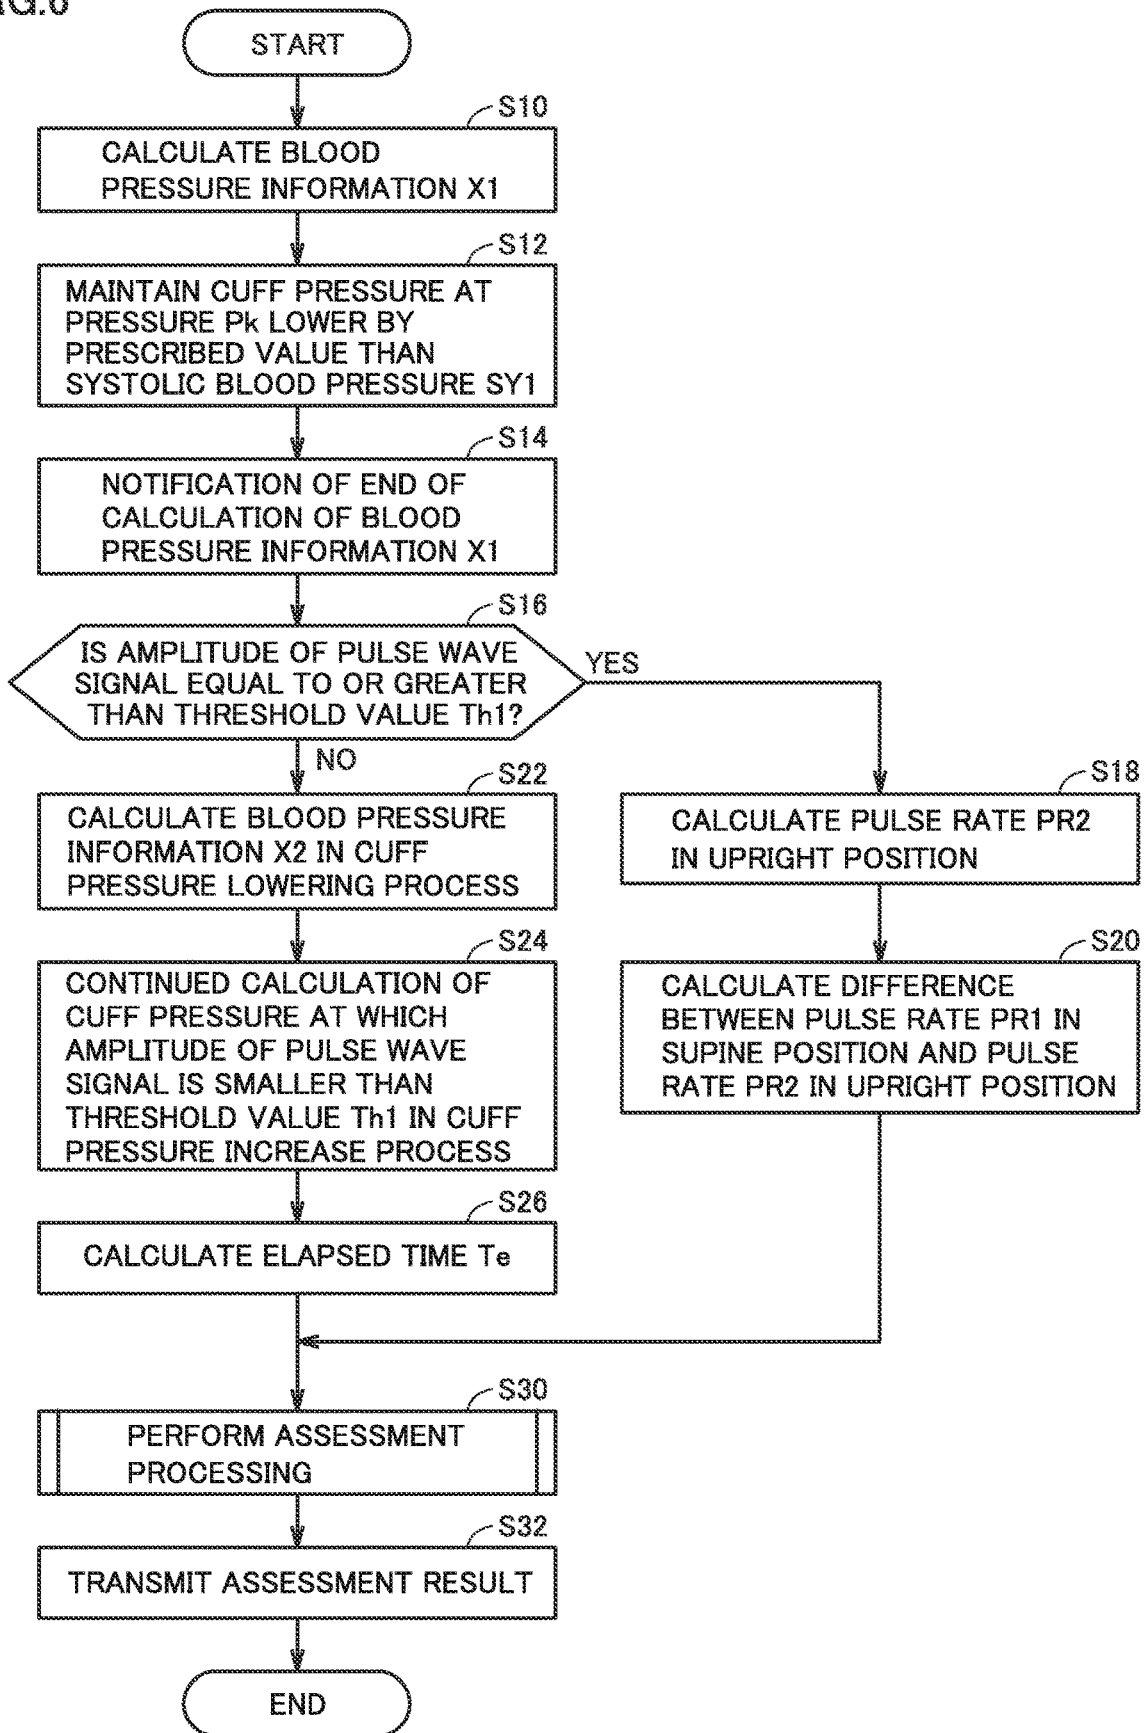 START
S10
CALCULATE BLOOD
PRESSURE INFORMATION X1
S12
MAINTAIN CUFF PRESSURE AT
PRESSURE Pk LOWER BY
PRESCRIBED VALUE THAN
SYSTOLIC BLOOD PRESSURE SY1
S14
NOTIFICATION OF END OF
CALCULATION OF BLOOD
PRESSURE INFORMATION X1
S16
IS AMPLITUDE OF PULSE WAVE
SIGNAL EQUAL TO OR GREATER
THAN THRESHOLD VALUE Th1?
YES
NO
S22
CALCULATE BLOOD PRESSURE
INFORMATION X2 IN CUFF
PRESSURE LOWERING PROCESS
S18
CALCULATE PULSE RATE PR2
IN UPRIGHT POSITION
S24
CONTINUED CALCULATION OF
CUFF PRESSURE AT WHICH
AMPLITUDE OF PULSE WAVE
SIGNAL IS SMALLER THAN
THRESHOLD VALUE Th1 IN CUFF
PRESSURE INCREASE PROCESS
S20
CALCULATE DIFFERENCE
BETWEEN PULSE RATE PR1 IN
SUPINE POSITION AND PULSE
RATE PR2 IN UPRIGHT POSITION
S26
CALCULATE ELAPSED TIME Te
S30
PERFORM ASSESSMENT
PROCESSING
S32
TRANSMIT ASSESSMENT RESULT
END